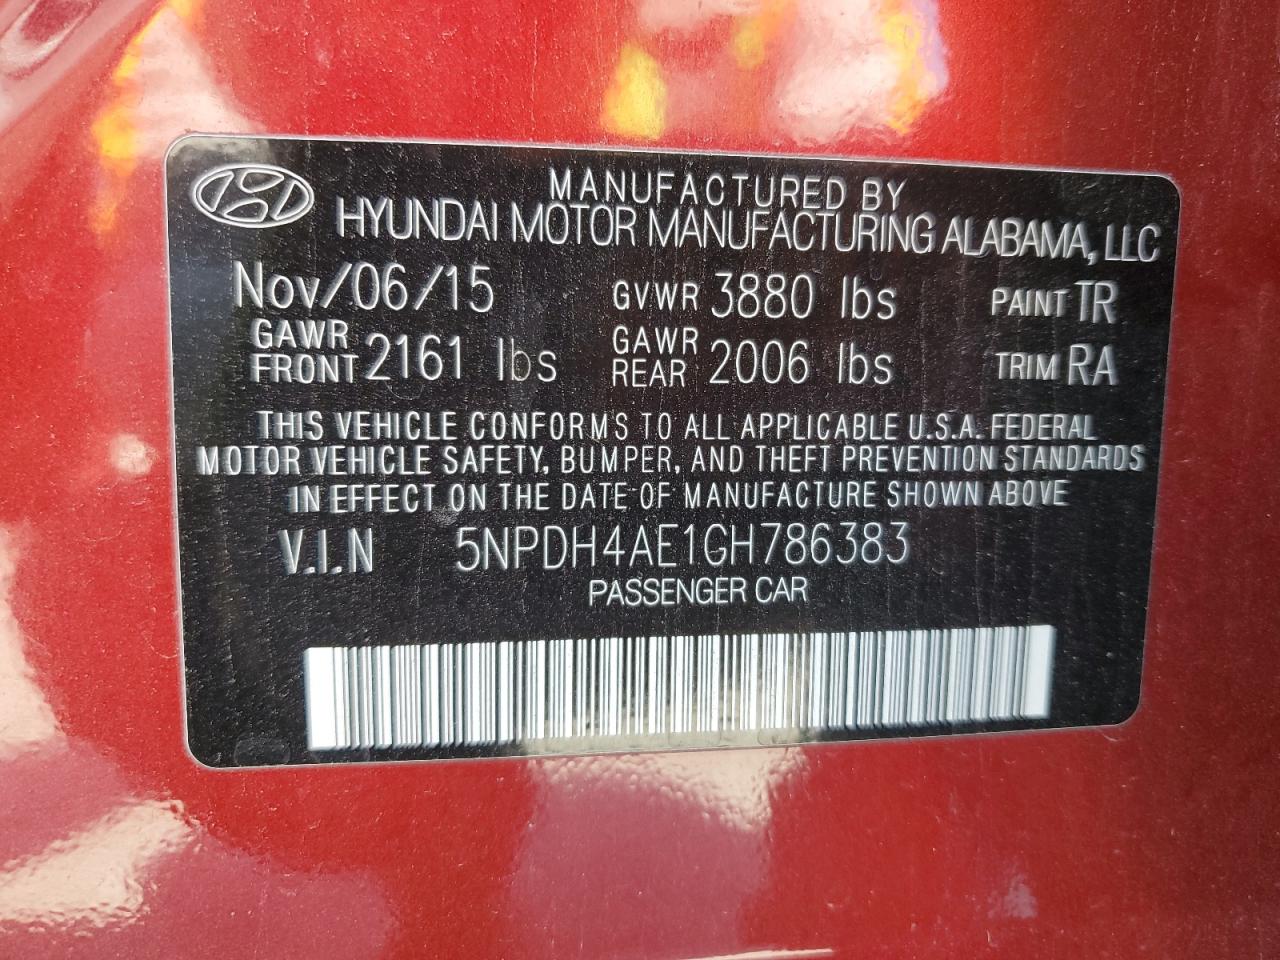 MANUFACTURED BY
HYUNDAI MOTOR MANUFACTURING ALABAMA, LLC
Nov/06/15 GVWR 3880 lbs PAINT TR
GAWR FRONT 2161 lbs GAWR REAR 2006 lbs TRIM RA
THIS VEHICLE CONFORMS TO ALL APPLICABLE U.S.A. FEDERAL
MOTOR VEHICLE SAFETY, BUMPER, AND THEFT PREVENTION STANDARDS
IN EFFECT ON THE DATE OF MANUFACTURE SHOWN ABOVE
V.I.N 5NPDH4AE1GH786383
PASSENGER CAR